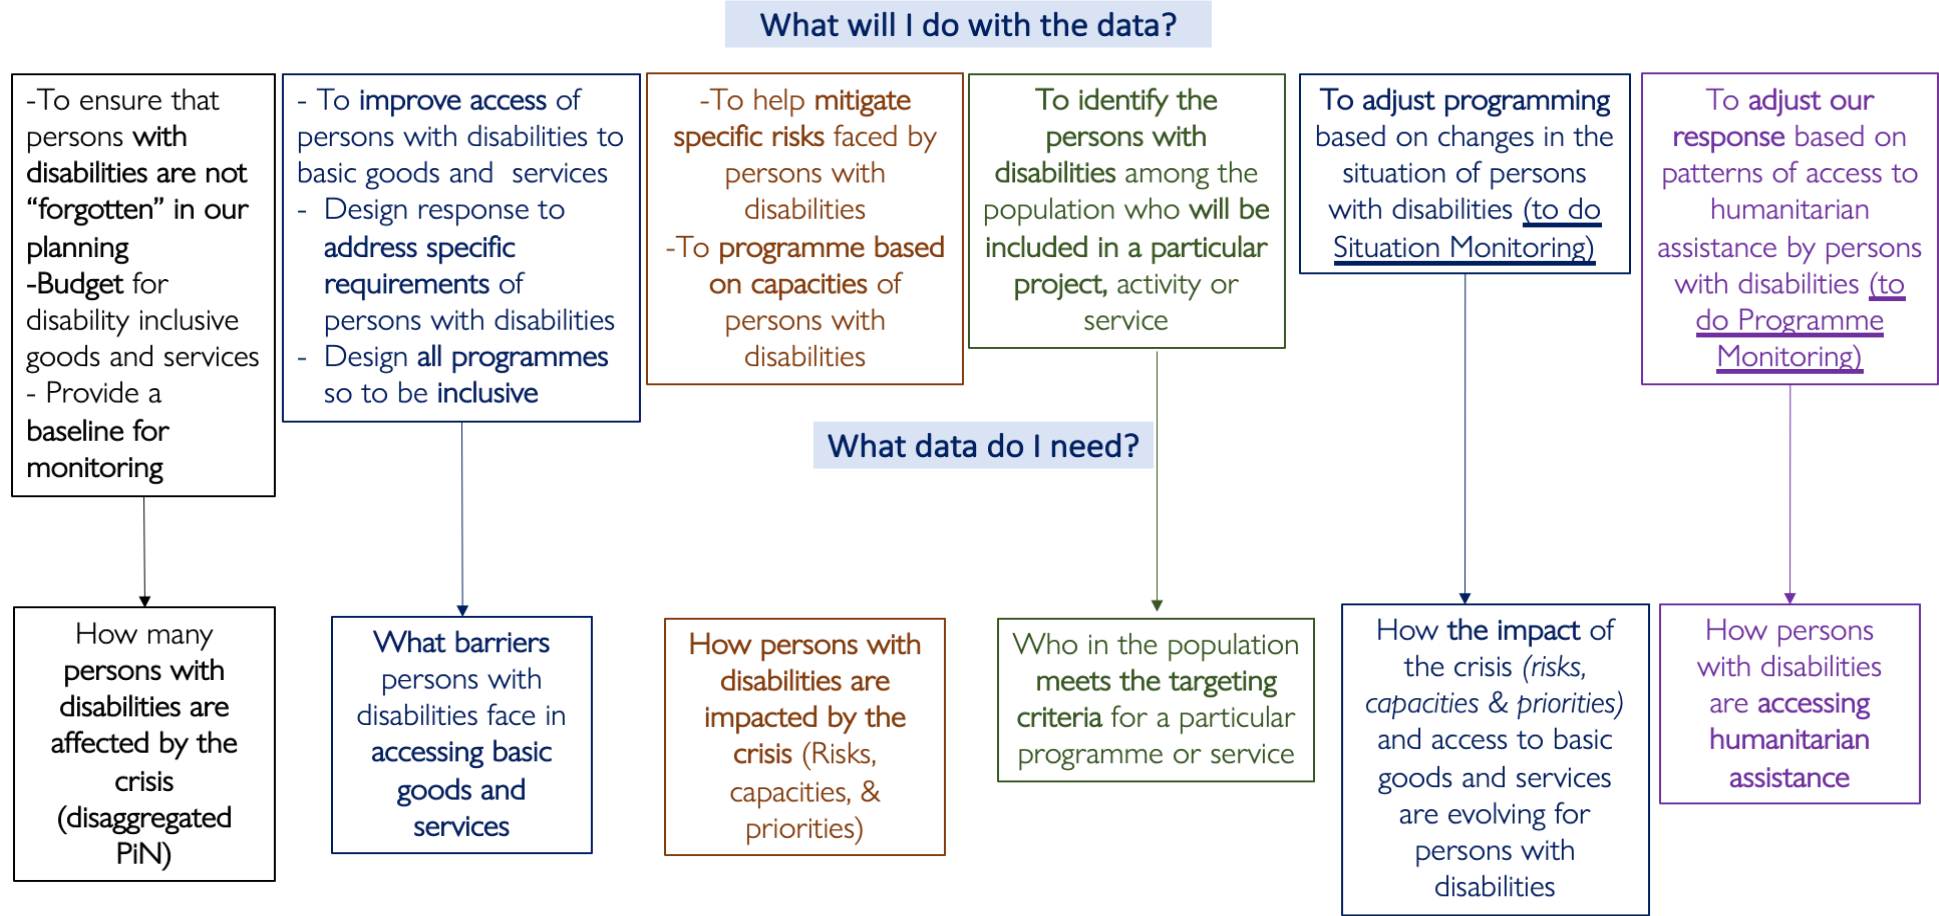 What will I do with the data?
-To ensure that
persons with
disabilities are not
“forgotten” in our
planning
-Budget for
disability inclusive
goods and services
- Provide a
baseline for
monitoring
- To improve access of
persons with disabilities to
basic goods and services
- Design response to
address specific
requirements of
persons with disabilities
- Design all programmes
so to be inclusive
-To help mitigate
specific risks faced by
persons with
disabilities
-To programme based
on capacities of
persons with
disabilities
To identify the
persons with
disabilities among the
population who will be
included in a particular
project, activity or
service
To adjust programming
based on changes in the
situation of persons
with disabilities (to do
Situation Monitoring)
To adjust our
response based on
patterns of access to
humanitarian
assistance by persons
with disabilities (to
do Programme
Monitoring)
What data do I need?
How many
persons with
disabilities are
affected by the
crisis
(disaggregated
PiN)
What barriers
persons with
disabilities face in
accessing basic
goods and
services
How persons with
disabilities are
impacted by the
crisis (Risks,
capacities, &
priorities)
Who in the population
meets the targeting
criteria for a particular
programme or service
How the impact of
the crisis (risks,
capacities & priorities)
and access to basic
goods and services
are evolving for
persons with
disabilities
How persons
with disabilities
are accessing
humanitarian
assistance